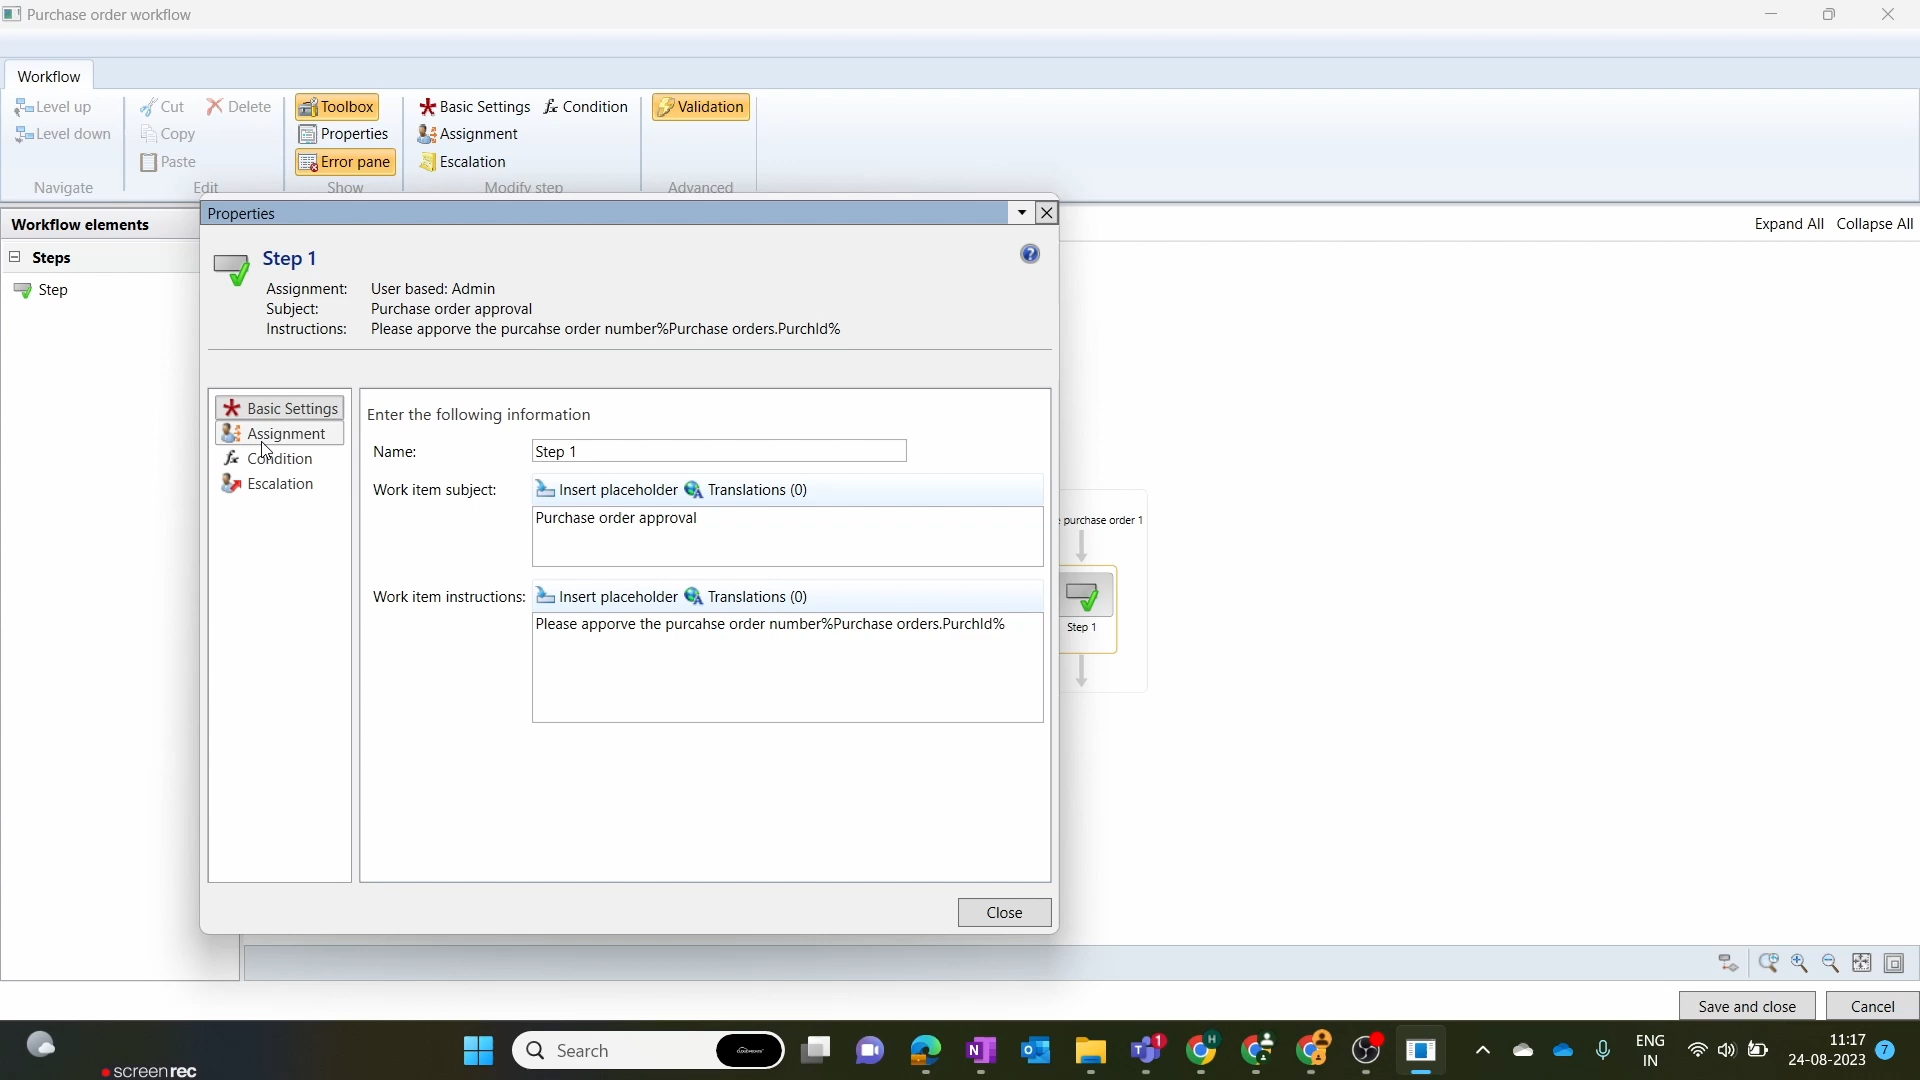 Purchase order workflow
Workflow
Level up
Cut
Delete
Toolbox
Basic Settings
Condition
Validation
Level down
Copy
Properties
Assignment
Paste
Error pane
Escalation
Navigate
Edit
Show
Modify step
Advanced
Workflow elements
Properties
Expand All
Collapse All
Steps
Step
Step 1
Assignment: User based: Admin
Subject: Purchase order approval
Instructions: Please apporve the purcahse order number%Purchase orders.PurchId%
Basic Settings
Assignment
Condition
Escalation
Enter the following information
Name: Step 1
Work item subject: Insert placeholder Translations (0)
Purchase order approval
Work item instructions: Insert placeholder Translations (0)
Please apporve the purcahse order number%Purchase orders.PurchId%
purchase order 1
Step 1
Close
Save and close
Cancel
Search
screenrec
1
ENG
IN
11:17
24-08-2023
7